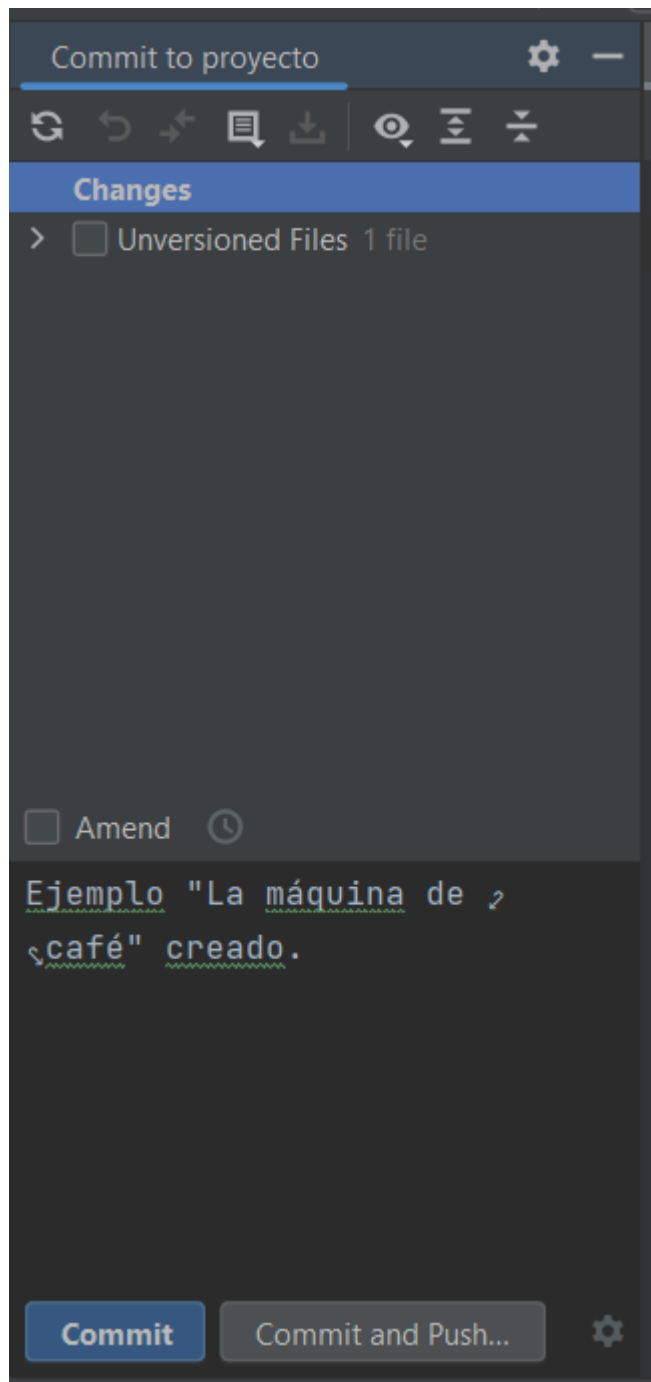 Commit to proyecto
Changes
Unversioned Files 1 file
Amend
Ejemplo "La máquina de
café" creado.
Commit
Commit and Push...